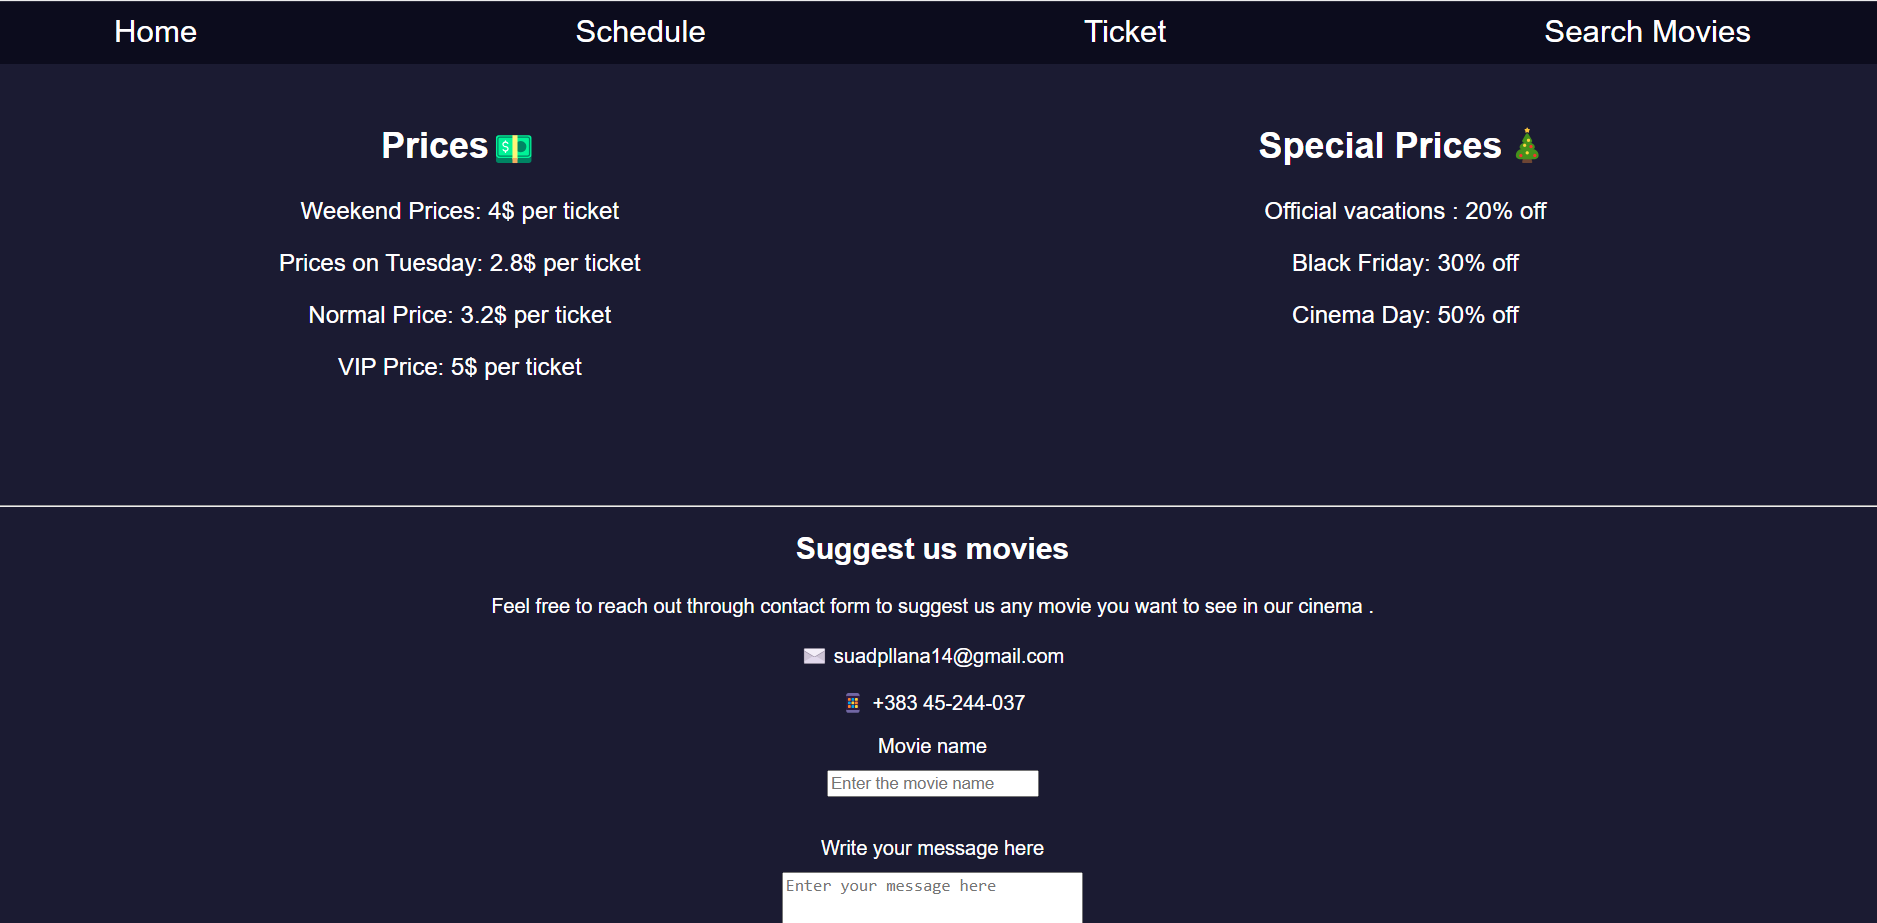 Home Schedule Ticket Search Movies
Prices 💵
Weekend Prices: 4$ per ticket
Prices on Tuesday: 2.8$ per ticket
Normal Price: 3.2$ per ticket
VIP Price: 5$ per ticket
Special Prices 🎄
Official vacations : 20% off
Black Friday: 30% off
Cinema Day: 50% off
Suggest us movies
Feel free to reach out through contact form to suggest us any movie you want to see in our cinema .
suadpllana14@gmail.com
+383 45-244-037
Movie name
Enter the movie name
Write your message here
Enter your message here